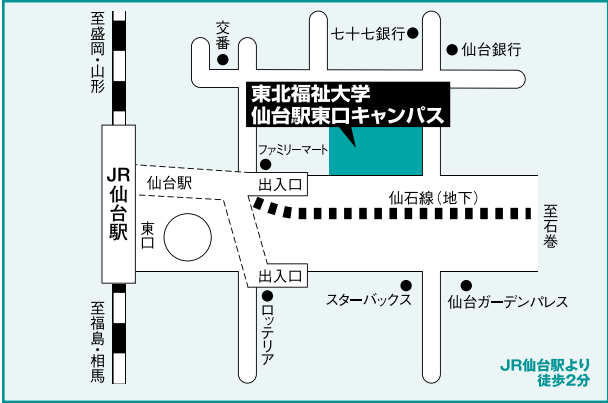 至盛岡・山形
交番
七十七銀行
仙台銀行
東北福祉大学
仙台駅東口キャンパス
ファミリーマート
JR仙台駅
仙台駅
出入口
仙石線（地下）
東口
至石巻
出入口
スターバックス
仙台ガーデンパレス
ロッテリア
至福島・相馬
JR仙台駅より
徒歩2分